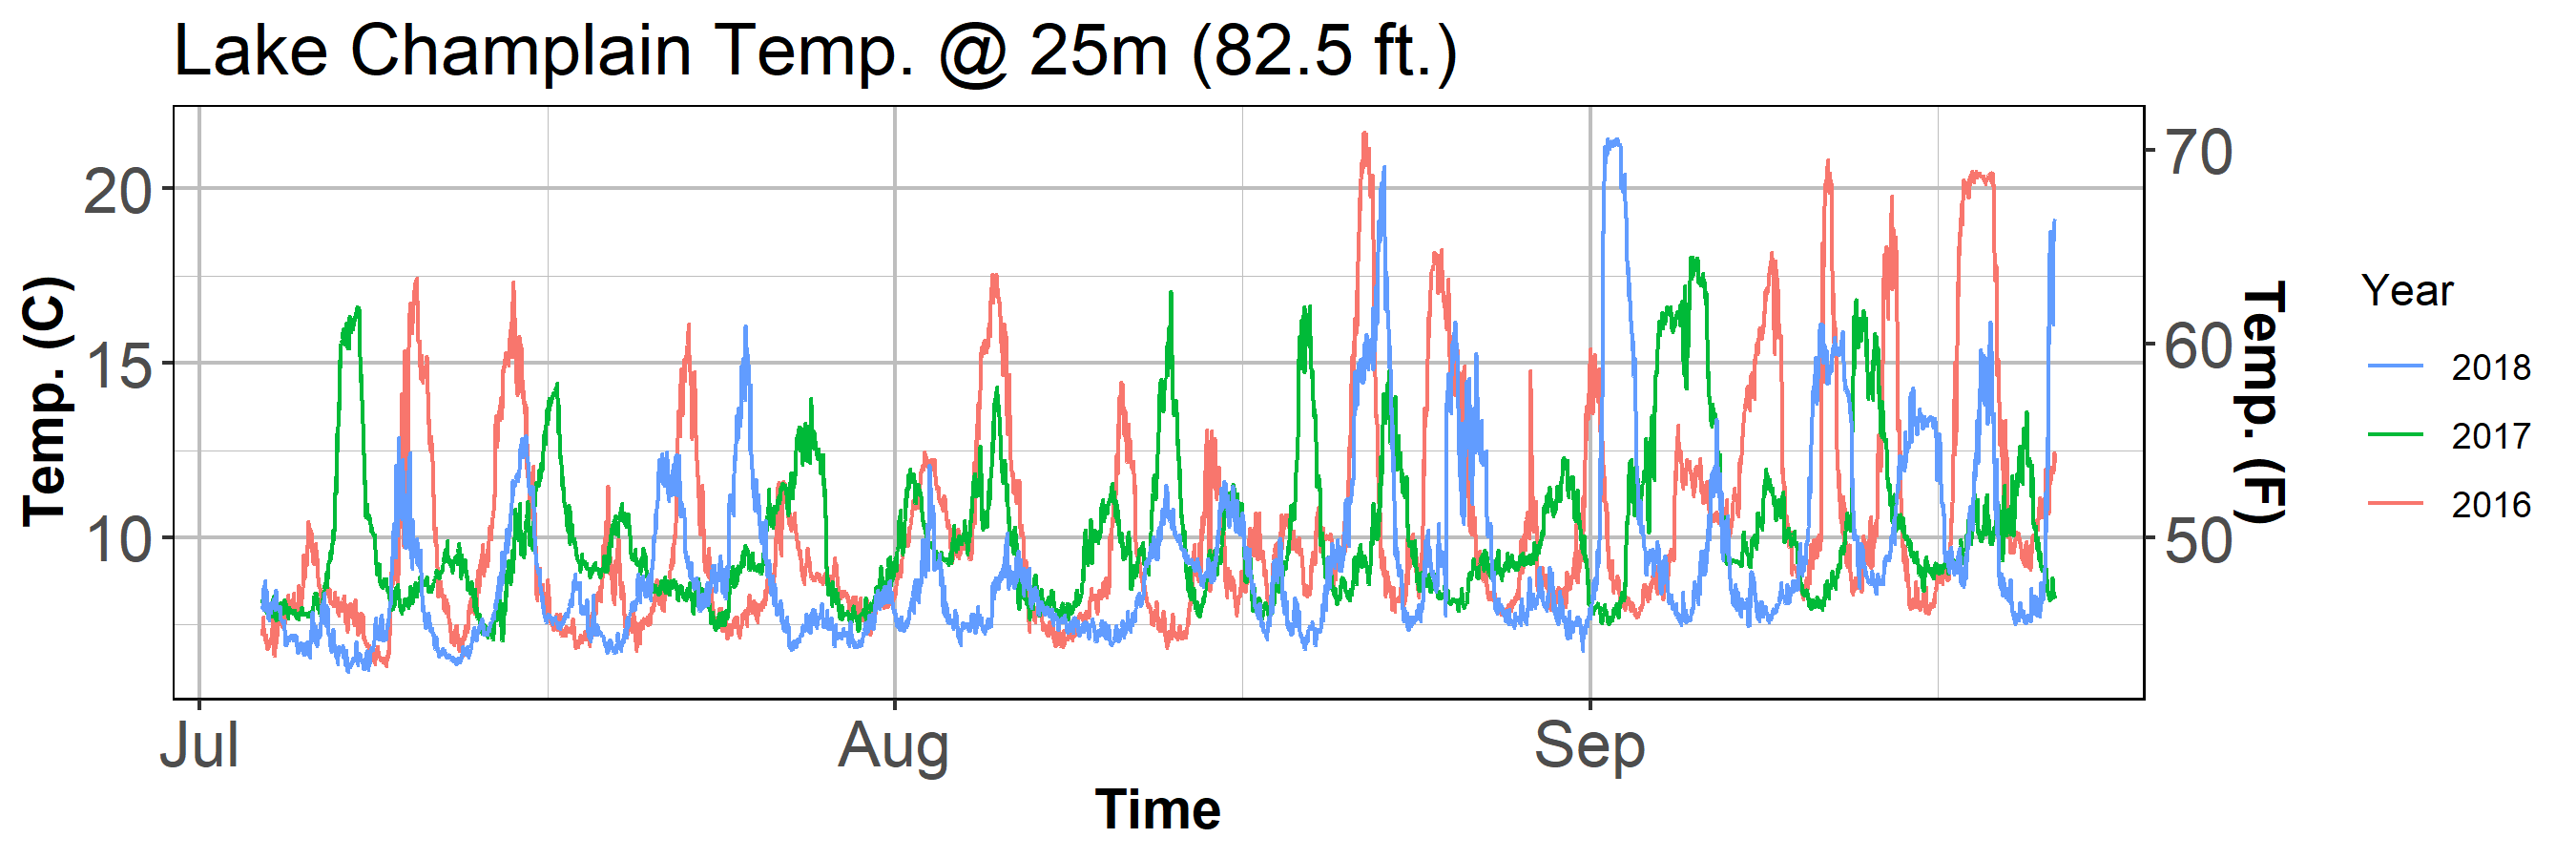 Lake Champlain Temp. @ 25m (82.5 ft.)
Temp. (C)
20
15
10
70
60
50
Temp. (F)
Jul
Aug
Sep
Time
Year
2018
2017
2016